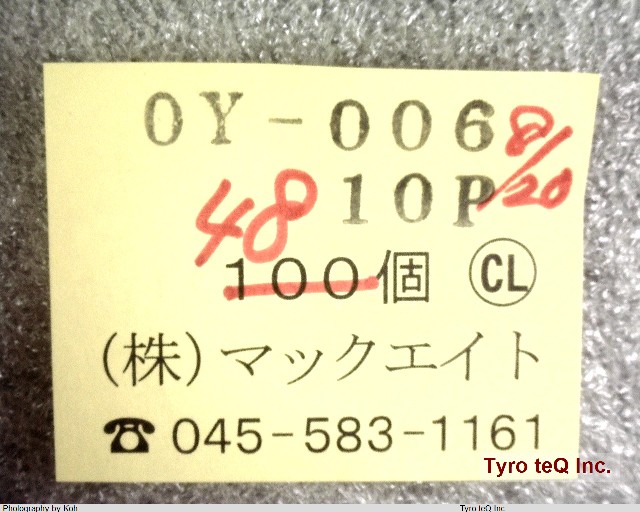 OY-006 8/20
10P
48
100個 CL
(株)マックエイト
☎045-583-1161
Tyro teQ Inc.
Photography by Koh
Tyro teQ Inc